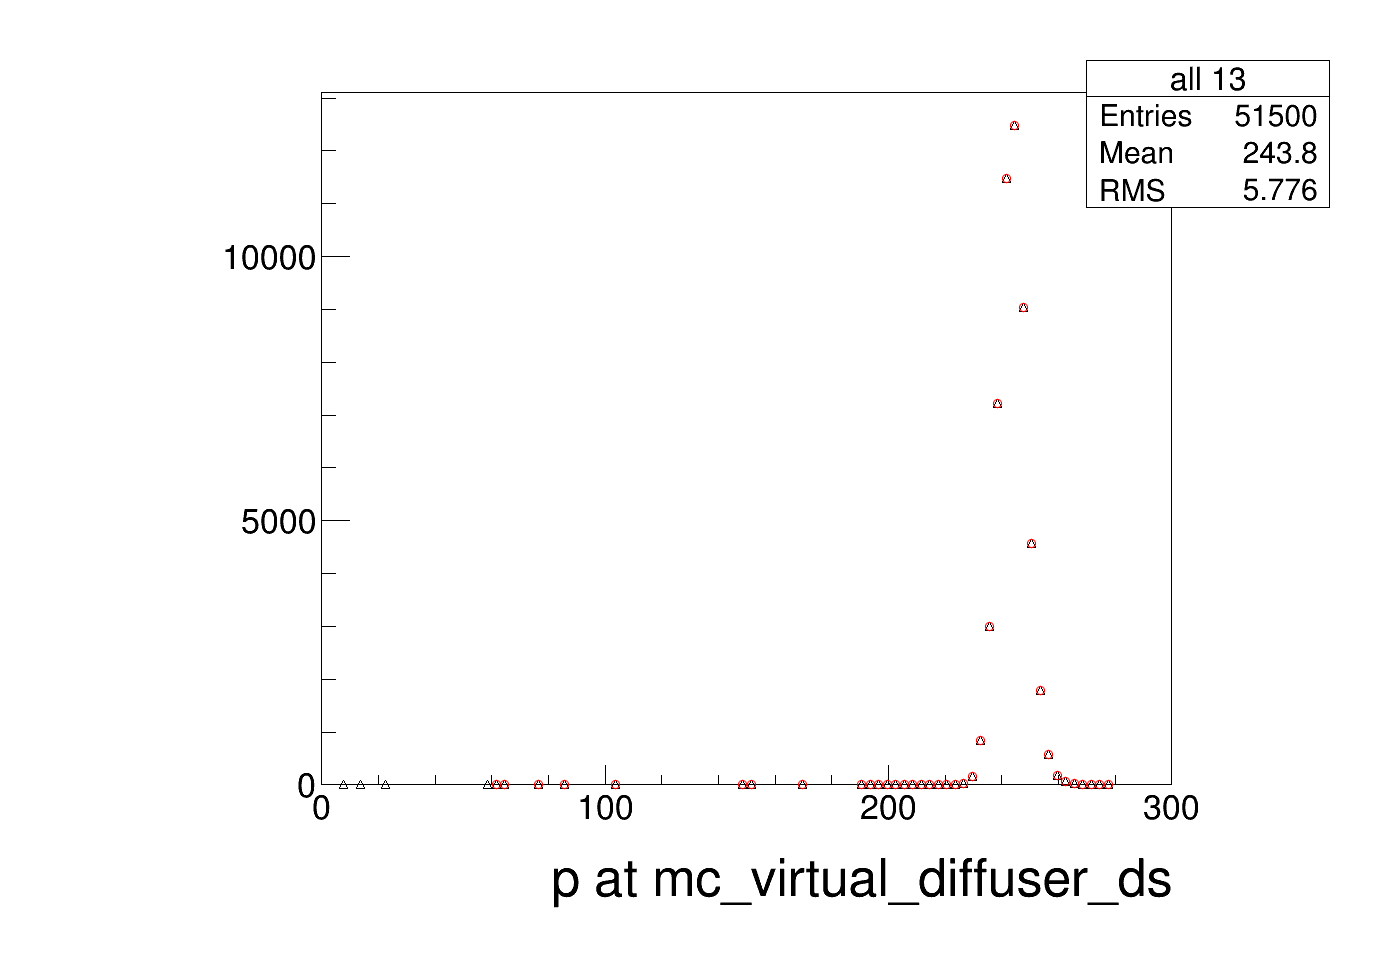 all 13
Entries 51500
Mean 243.8
RMS 5.776
10000
5000
0
0 100 200 300
p at mc_virtual_diffuser_ds